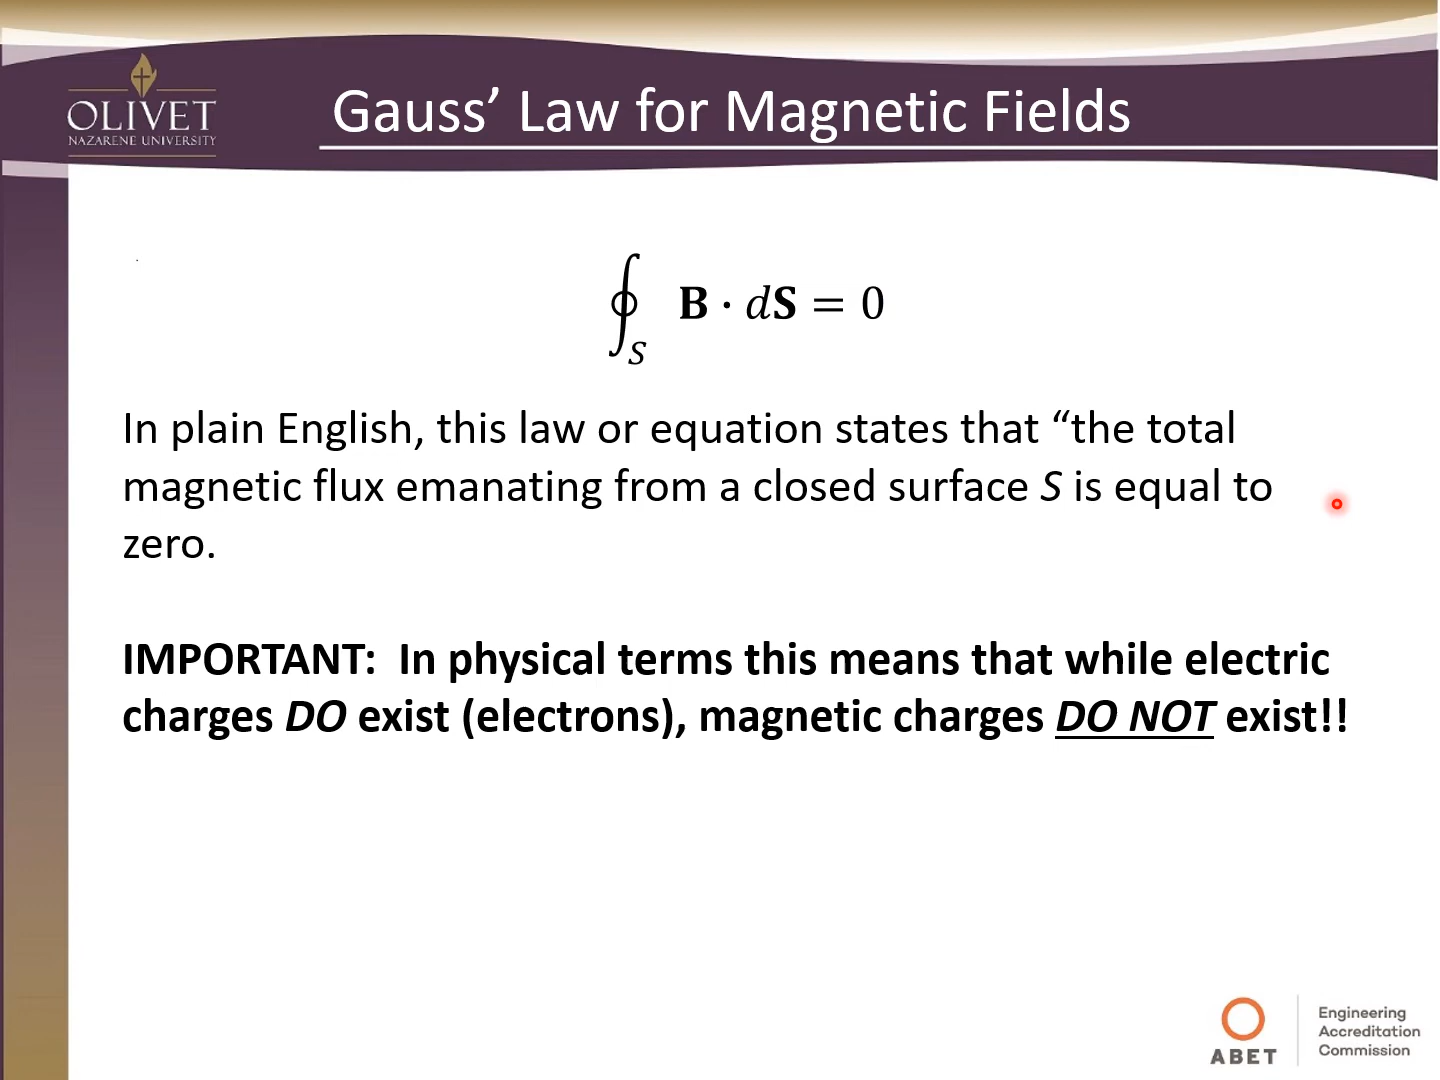 OLIVET
NAZARENE UNIVERSITY
Gauss’ Law for Magnetic Fields
∮_S B · dS = 0
In plain English, this law or equation states that “the total
magnetic flux emanating from a closed surface S is equal to
zero.
IMPORTANT:  In physical terms this means that while electric
charges DO exist (electrons), magnetic charges DO NOT exist!!
ABET
Engineering
Accreditation
Commission